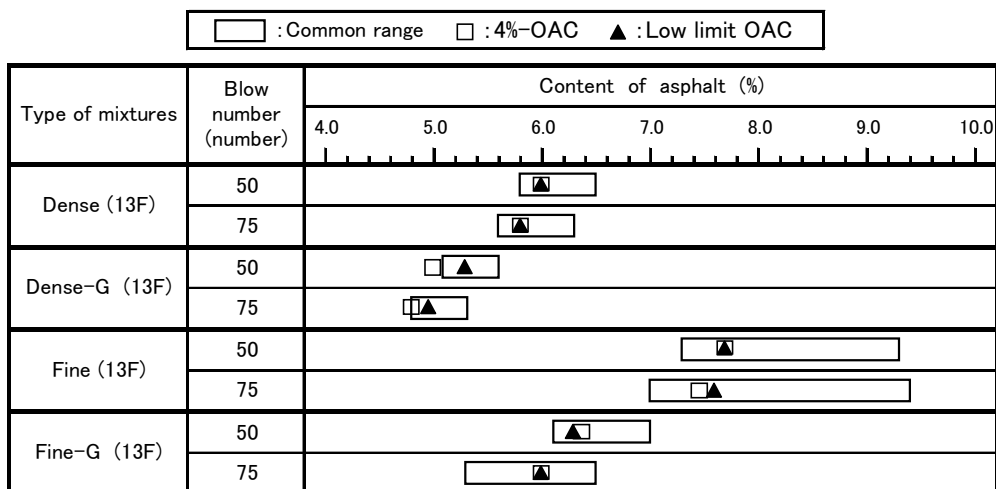 : Common range : 4%-OAC : Low limit OAC
Type of mixtures
Blow
number
(number)
Content of asphalt (%)
4.0 5.0 6.0 7.0 8.0 9.0 10.0
Dense (13F)
50
75
Dense-G (13F)
50
75
Fine (13F)
50
75
Fine-G (13F)
50
75